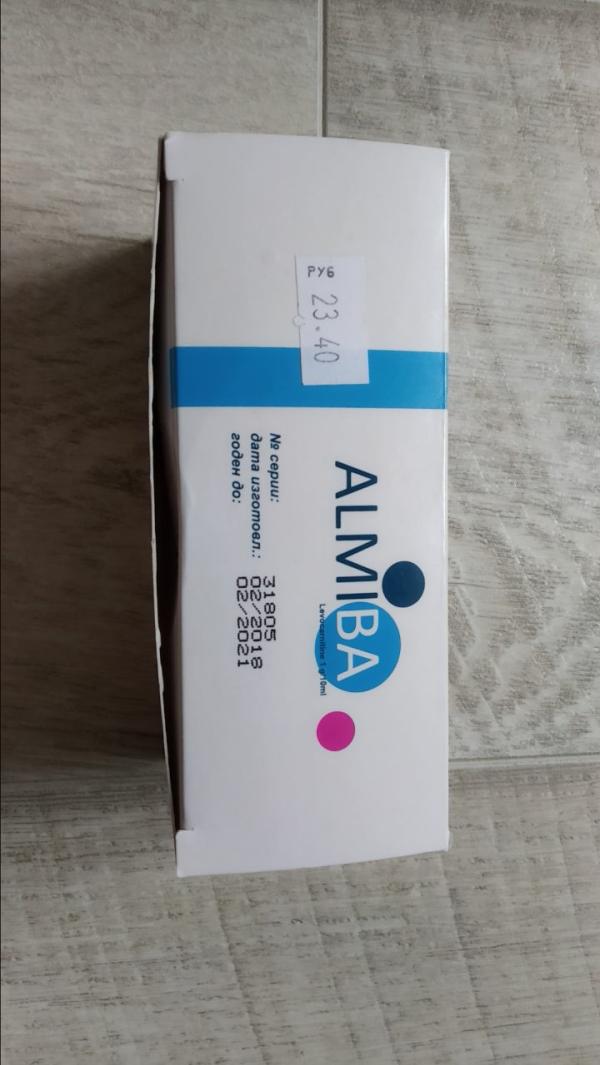 РУБ
23.40
ALMIBA
Levocarnitine 1 g/10ml
№ серии: 31805
дата изготовл.: 02/2018
годен до: 02/2021